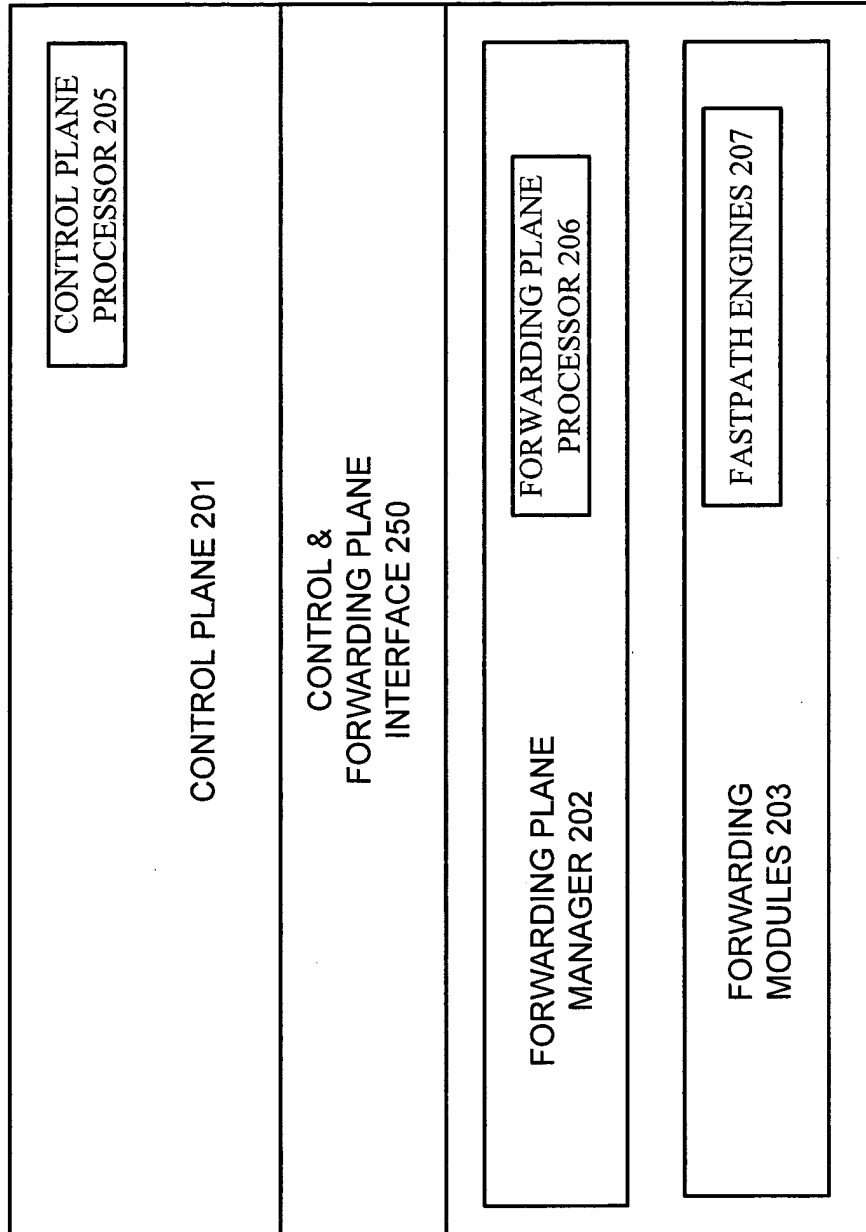 CONTROL PLANE
PROCESSOR 205
CONTROL PLANE 201
CONTROL &
FORWARDING PLANE
INTERFACE 250
FORWARDING PLANE
PROCESSOR 206
FORWARDING PLANE
MANAGER 202
FASTPATH ENGINES 207
FORWARDING
MODULES 203